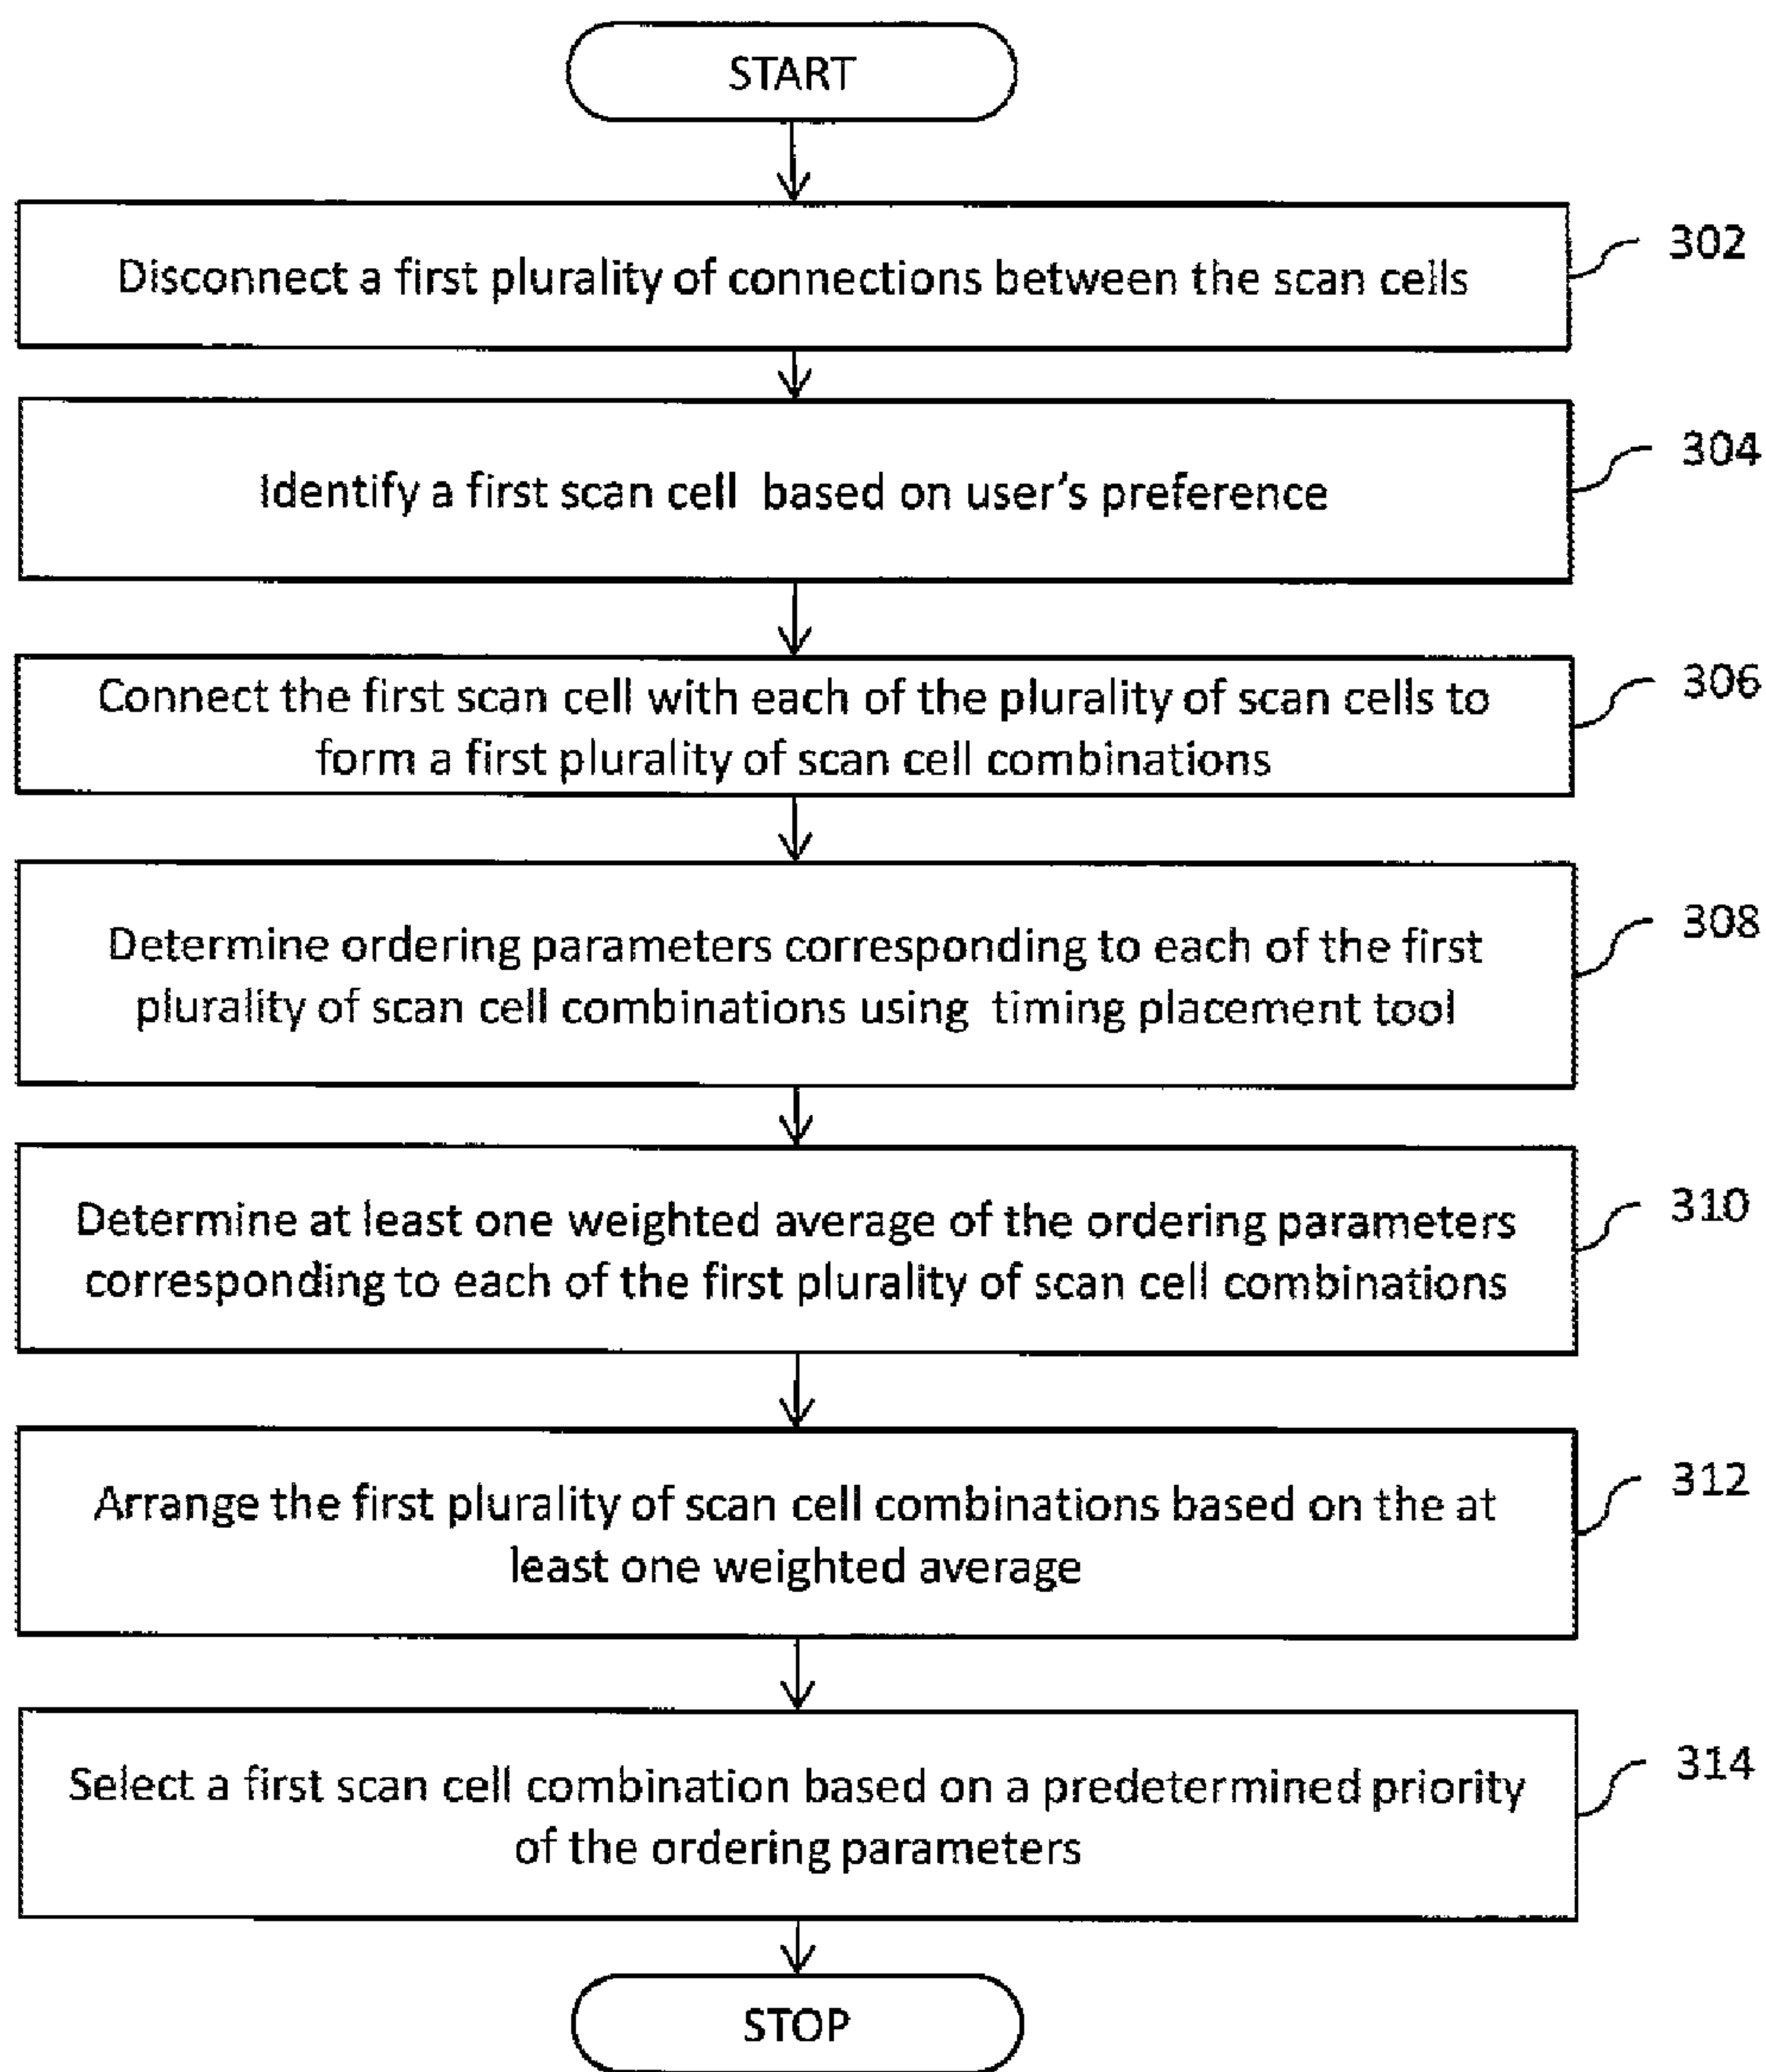 START
Disconnect a first plurality of connections between the scan cells
302
Identify a first scan cell based on user's preference
304
Connect the first scan cell with each of the plurality of scan cells to
form a first plurality of scan cell combinations
306
Determine ordering parameters corresponding to each of the first
plurality of scan cell combinations using timing placement tool
308
Determine at least one weighted average of the ordering parameters
corresponding to each of the first plurality of scan cell combinations
310
Arrange the first plurality of scan cell combinations based on the at
least one weighted average
312
Select a first scan cell combination based on a predetermined priority
of the ordering parameters
314
STOP